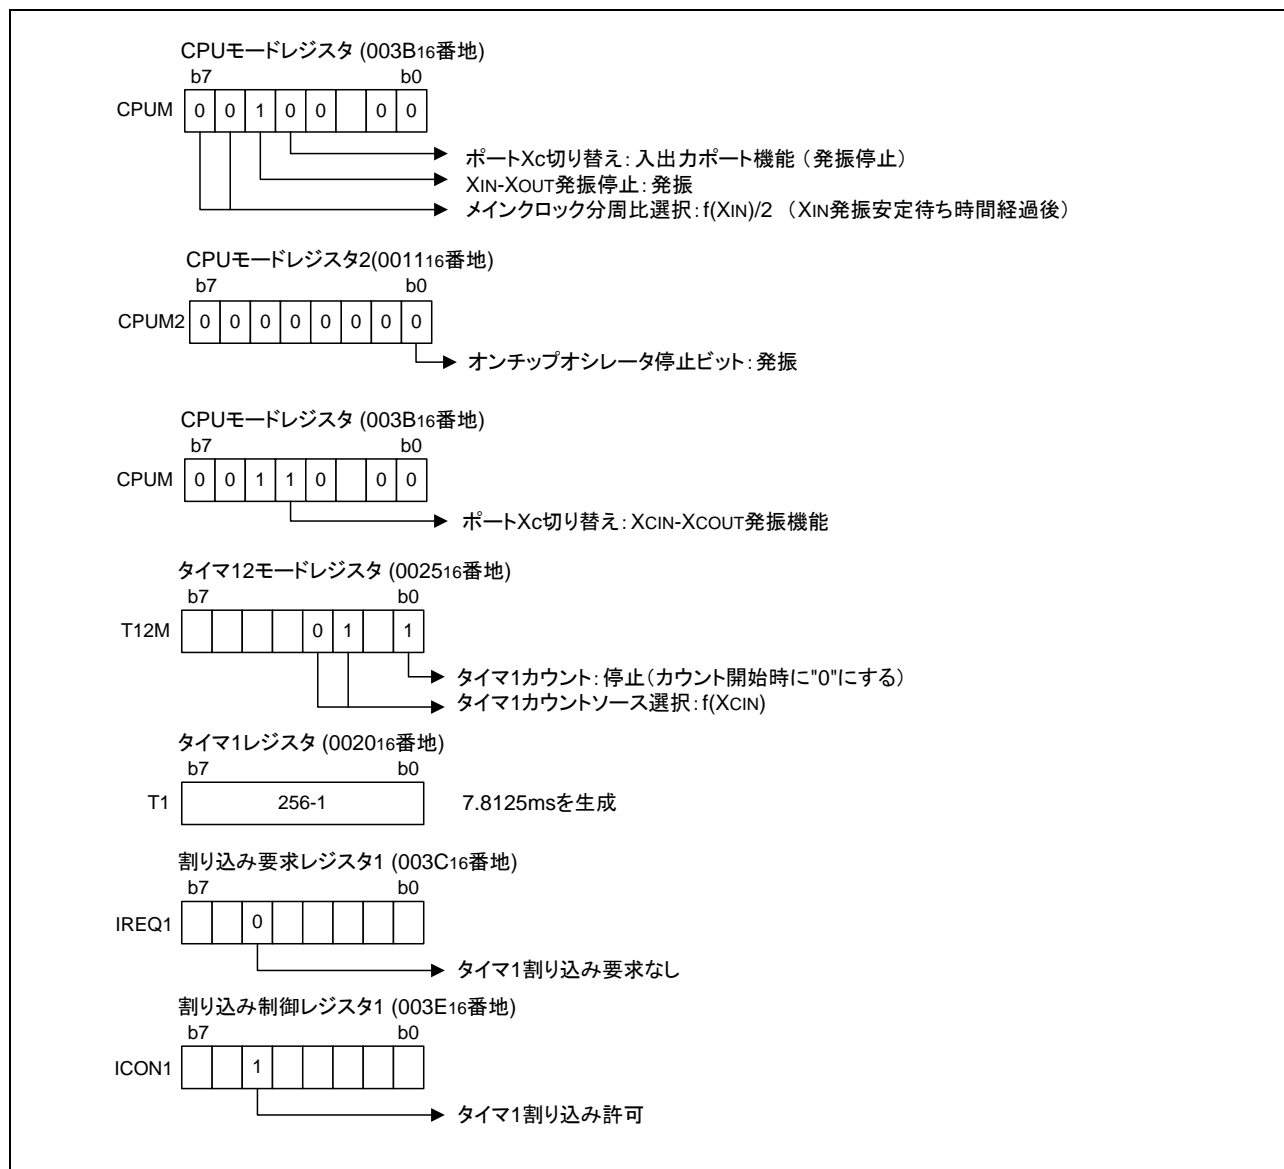 CPUモードレジスタ (003B16番地)
b7 b0
CPUM 0 0 1 0 0 0 0
ポートXc切り替え：入出力ポート機能（発振停止）
XIN-XOUT発振停止：発振
メインクロック分周比選択：f(XIN)/2 （XIN発振安定待ち時間経過後）
CPUモードレジスタ2(001116番地)
b7 b0
CPUM2 0 0 0 0 0 0 0 0
オンチップオシレータ停止ビット：発振
CPUモードレジスタ (003B16番地)
b7 b0
CPUM 0 0 1 1 0 0 0
ポートXc切り替え：XCIN-XCOUT発振機能
タイマ12モードレジスタ (002516番地)
b7 b0
T12M 0 1 1
タイマ1カウント：停止（カウント開始時に"0"にする）
タイマ1カウントソース選択：f(XCIN)
タイマ1レジスタ (002016番地)
b7 b0
T1 256-1 7.8125msを生成
割り込み要求レジスタ1 (003C16番地)
b7 b0
IREQ1 0
タイマ1割り込み要求なし
割り込み制御レジスタ1 (003E16番地)
b7 b0
ICON1 1
タイマ1割り込み許可